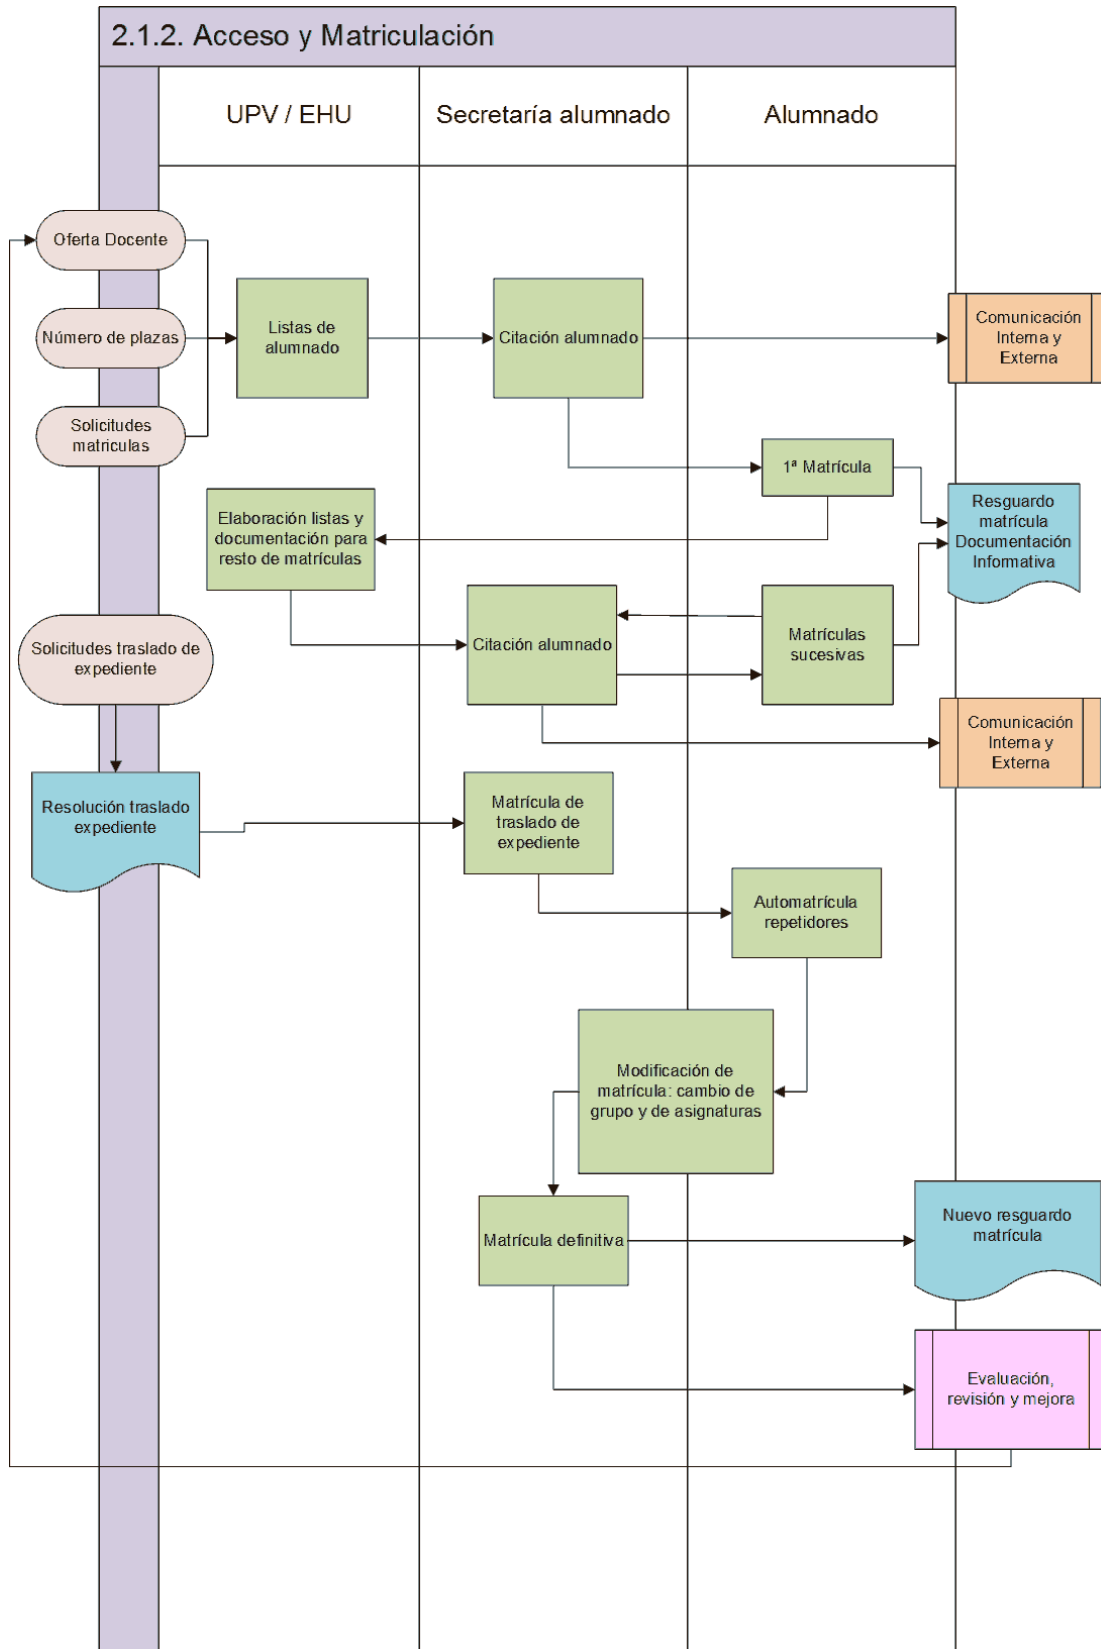 2.1.2. Acceso y Matriculación
UPV / EHU
Secretaría alumnado
Alumnado
Oferta Docente
Número de plazas
Solicitudes
matriculas
Listas de
alumnado
Citación alumnado
Comunicación
Interna y
Externa
1ª Matrícula
Elaboración listas y
documentación para
resto de matrículas
Resguardo
matrícula
Documentación
Informativa
Solicitudes traslado de
expediente
Citación alumnado
Matrículas
sucesivas
Comunicación
Interna y
Externa
Resolución traslado
expediente
Matrícula de
traslado de
expediente
Automatrícula
repetidores
Modificación de
matrícula: cambio de
grupo y de asignaturas
Matrícula definitiva
Nuevo resguardo
matrícula
Evaluación,
revisión y mejora